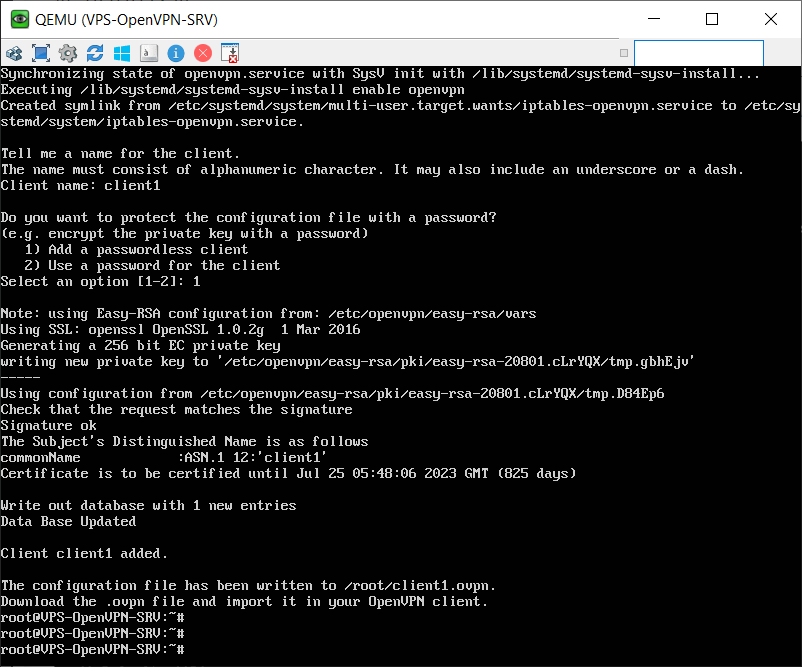 QEMU (VPS-OpenVPN-SRV)
Synchronizing state of openvpn.service with SysV init with /lib/systemd/systemd-sysv-install...
Executing /lib/systemd/systemd-sysv-install enable openvpn
Created symlink from /etc/systemd/system/multi-user.target.wants/iptables-openvpn.service to /etc/sy
stemd/system/iptables-openvpn.service.
Tell me a name for the client.
The name must consist of alphanumeric character. It may also include an underscore or a dash.
Client name: client1
Do you want to protect the configuration file with a password?
(e.g. encrypt the private key with a password)
1) Add a passwordless client
2) Use a password for the client
Select an option [1-2]: 1
Note: using Easy-RSA configuration from: /etc/openvpn/easy-rsa/vars
Using SSL: openssl OpenSSL 1.0.2g  1 Mar 2016
Generating a 256 bit EC private key
writing new private key to '/etc/openvpn/easy-rsa/pki/easy-rsa-20801.cLrYQX/tmp.gbhEjv'
-----
Using configuration from /etc/openvpn/easy-rsa/pki/easy-rsa-20801.cLrYQX/tmp.D84Ep6
Check that the request matches the signature
Signature ok
The Subject's Distinguished Name is as follows
commonName            :ASN.1 12:'client1'
Certificate is to be certified until Jul 25 05:48:06 2023 GMT (825 days)
Write out database with 1 new entries
Data Base Updated
Client client1 added.
The configuration file has been written to /root/client1.ovpn.
Download the .ovpn file and import it in your OpenVPN client.
root@VPS-OpenVPN-SRV:~#
root@VPS-OpenVPN-SRV:~#
root@VPS-OpenVPN-SRV:~#